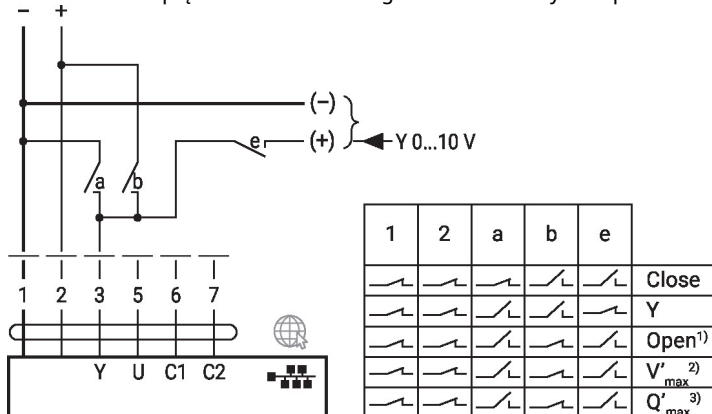 − +
(−)
e (+) Y 0...10 V
a b
1 2 3 5 6 7
Y U C1 C2
1 2 a b e
Close
Y
Open1)
V'max 2)
Q'max 3)